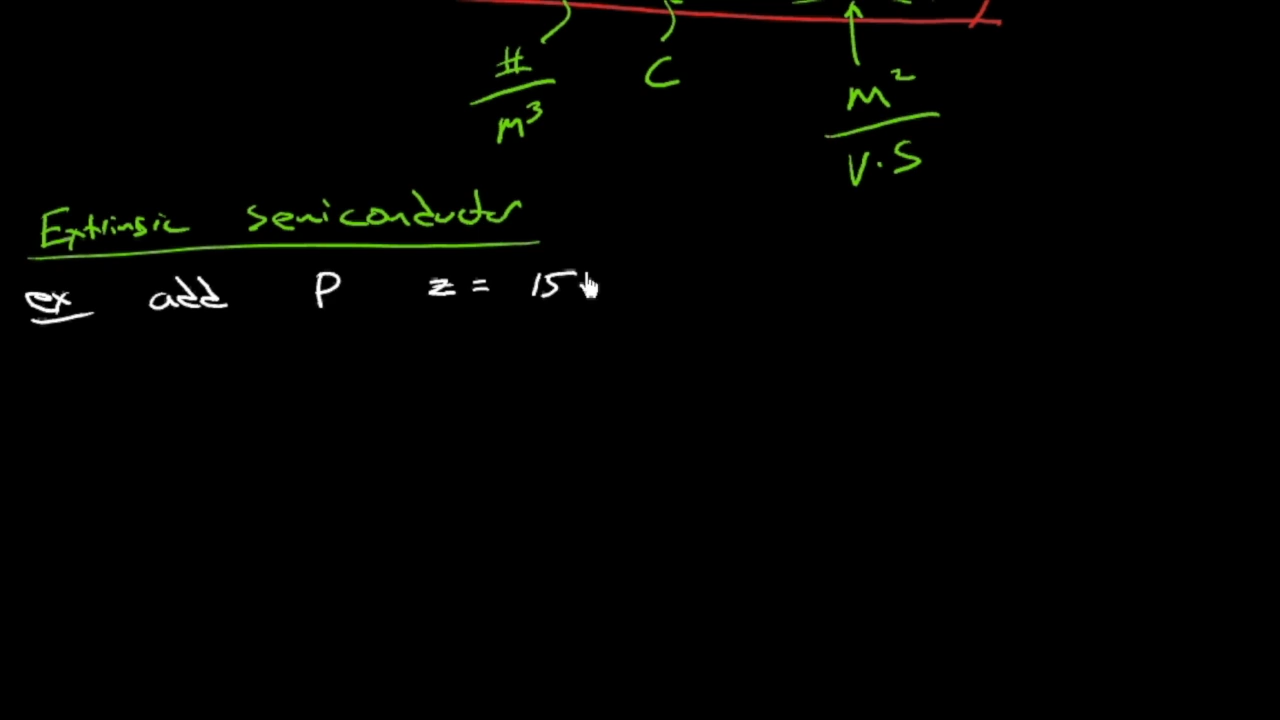 #/m³ C m²/V·S
Extrinsic semiconductor
ex add P z = 15